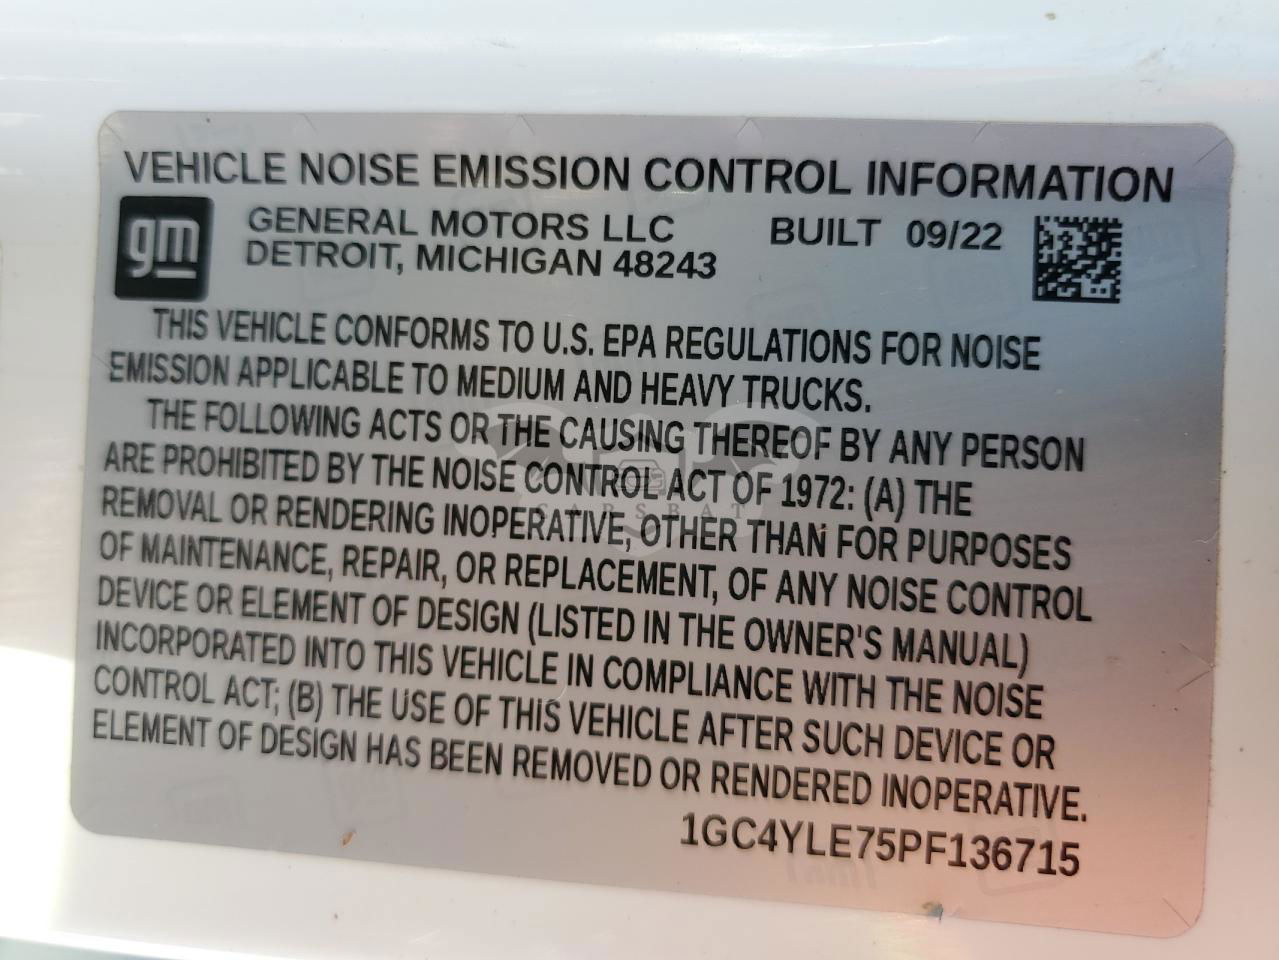 VEHICLE NOISE EMISSION CONTROL INFORMATION
gm
GENERAL MOTORS LLC
DETROIT, MICHIGAN 48243
BUILT 09/22
THIS VEHICLE CONFORMS TO U.S. EPA REGULATIONS FOR NOISE
EMISSION APPLICABLE TO MEDIUM AND HEAVY TRUCKS.
THE FOLLOWING ACTS OR THE CAUSING THEREOF BY ANY PERSON
ARE PROHIBITED BY THE NOISE CONTROL ACT OF 1972: (A) THE
REMOVAL OR RENDERING INOPERATIVE, OTHER THAN FOR PURPOSES
OF MAINTENANCE, REPAIR, OR REPLACEMENT, OF ANY NOISE CONTROL
DEVICE OR ELEMENT OF DESIGN (LISTED IN THE OWNER'S MANUAL)
INCORPORATED INTO THIS VEHICLE IN COMPLIANCE WITH THE NOISE
CONTROL ACT; (B) THE USE OF THIS VEHICLE AFTER SUCH DEVICE OR
ELEMENT OF DESIGN HAS BEEN REMOVED OR RENDERED INOPERATIVE.
1GC4YLE75PF136715
CARSBAT